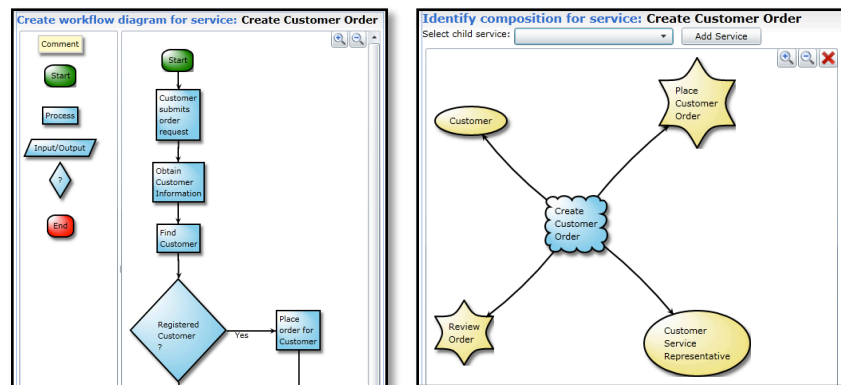 Create workflow diagram for service: Create Customer Order
Comment
Start
Process
Input/Output
?
End
Start
Customer
submits
order
request
Obtain
Customer
Information
Find
Customer
Registered
Customer
?
Yes
Place
order for
Customer
Identify composition for service: Create Customer Order
Select child service:
Add Service
Customer
Place
Customer
Order
Create
Customer
Order
Review
Order
Customer
Service
Representative